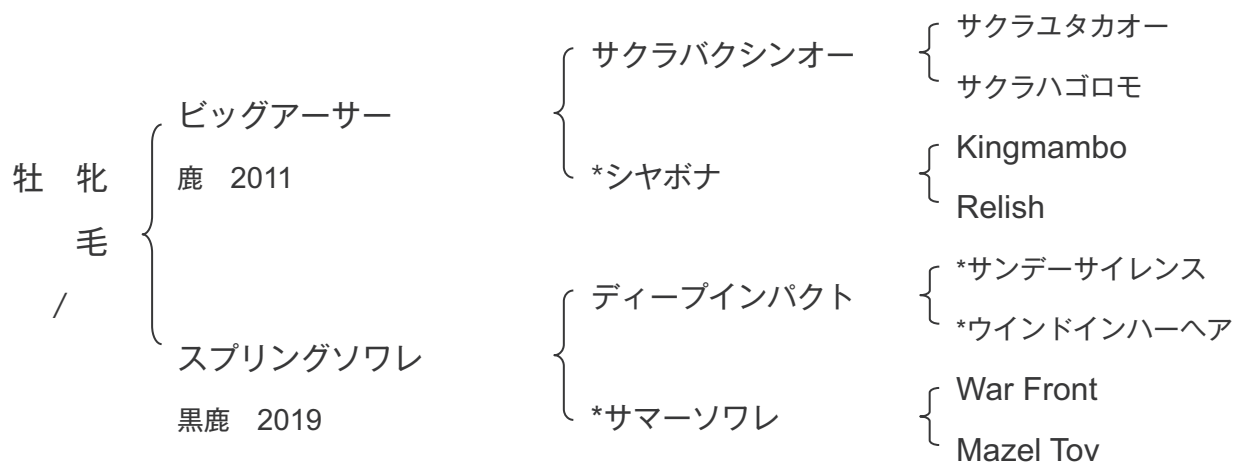 牡 牝
毛
/
ビッグアーサー
鹿 2011
スプリングソワレ
黒鹿 2019
サクラバクシンオー
*シヤボナ
ディープインパクト
*サマーソワレ
サクラユタカオー
サクラハゴロモ
Kingmambo
Relish
*サンデーサイレンス
*ウインドインハーヘア
War Front
Mazel Tov